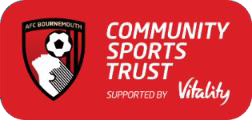 AFC BOURNEMOUTH
COMMUNITY
SPORTS
TRUST
SUPPORTED BY Vitality